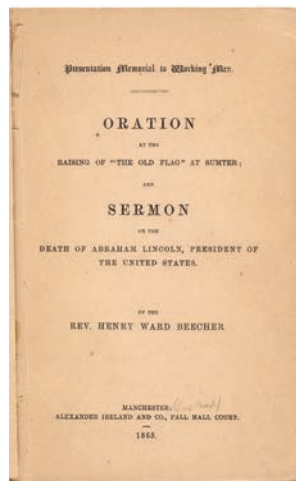 Presentation Memorial to Working Men.
ORATION
AT THE
RAISING OF "THE OLD FLAG" AT SUMTER;
AND
SERMON
ON THE
DEATH OF ABRAHAM LINCOLN, PRESIDENT OF
THE UNITED STATES.
BY THE
REV. HENRY WARD BEECHER
MANCHESTER:
ALEXANDER IRELAND AND CO., PALL MALL COURT.
1865.